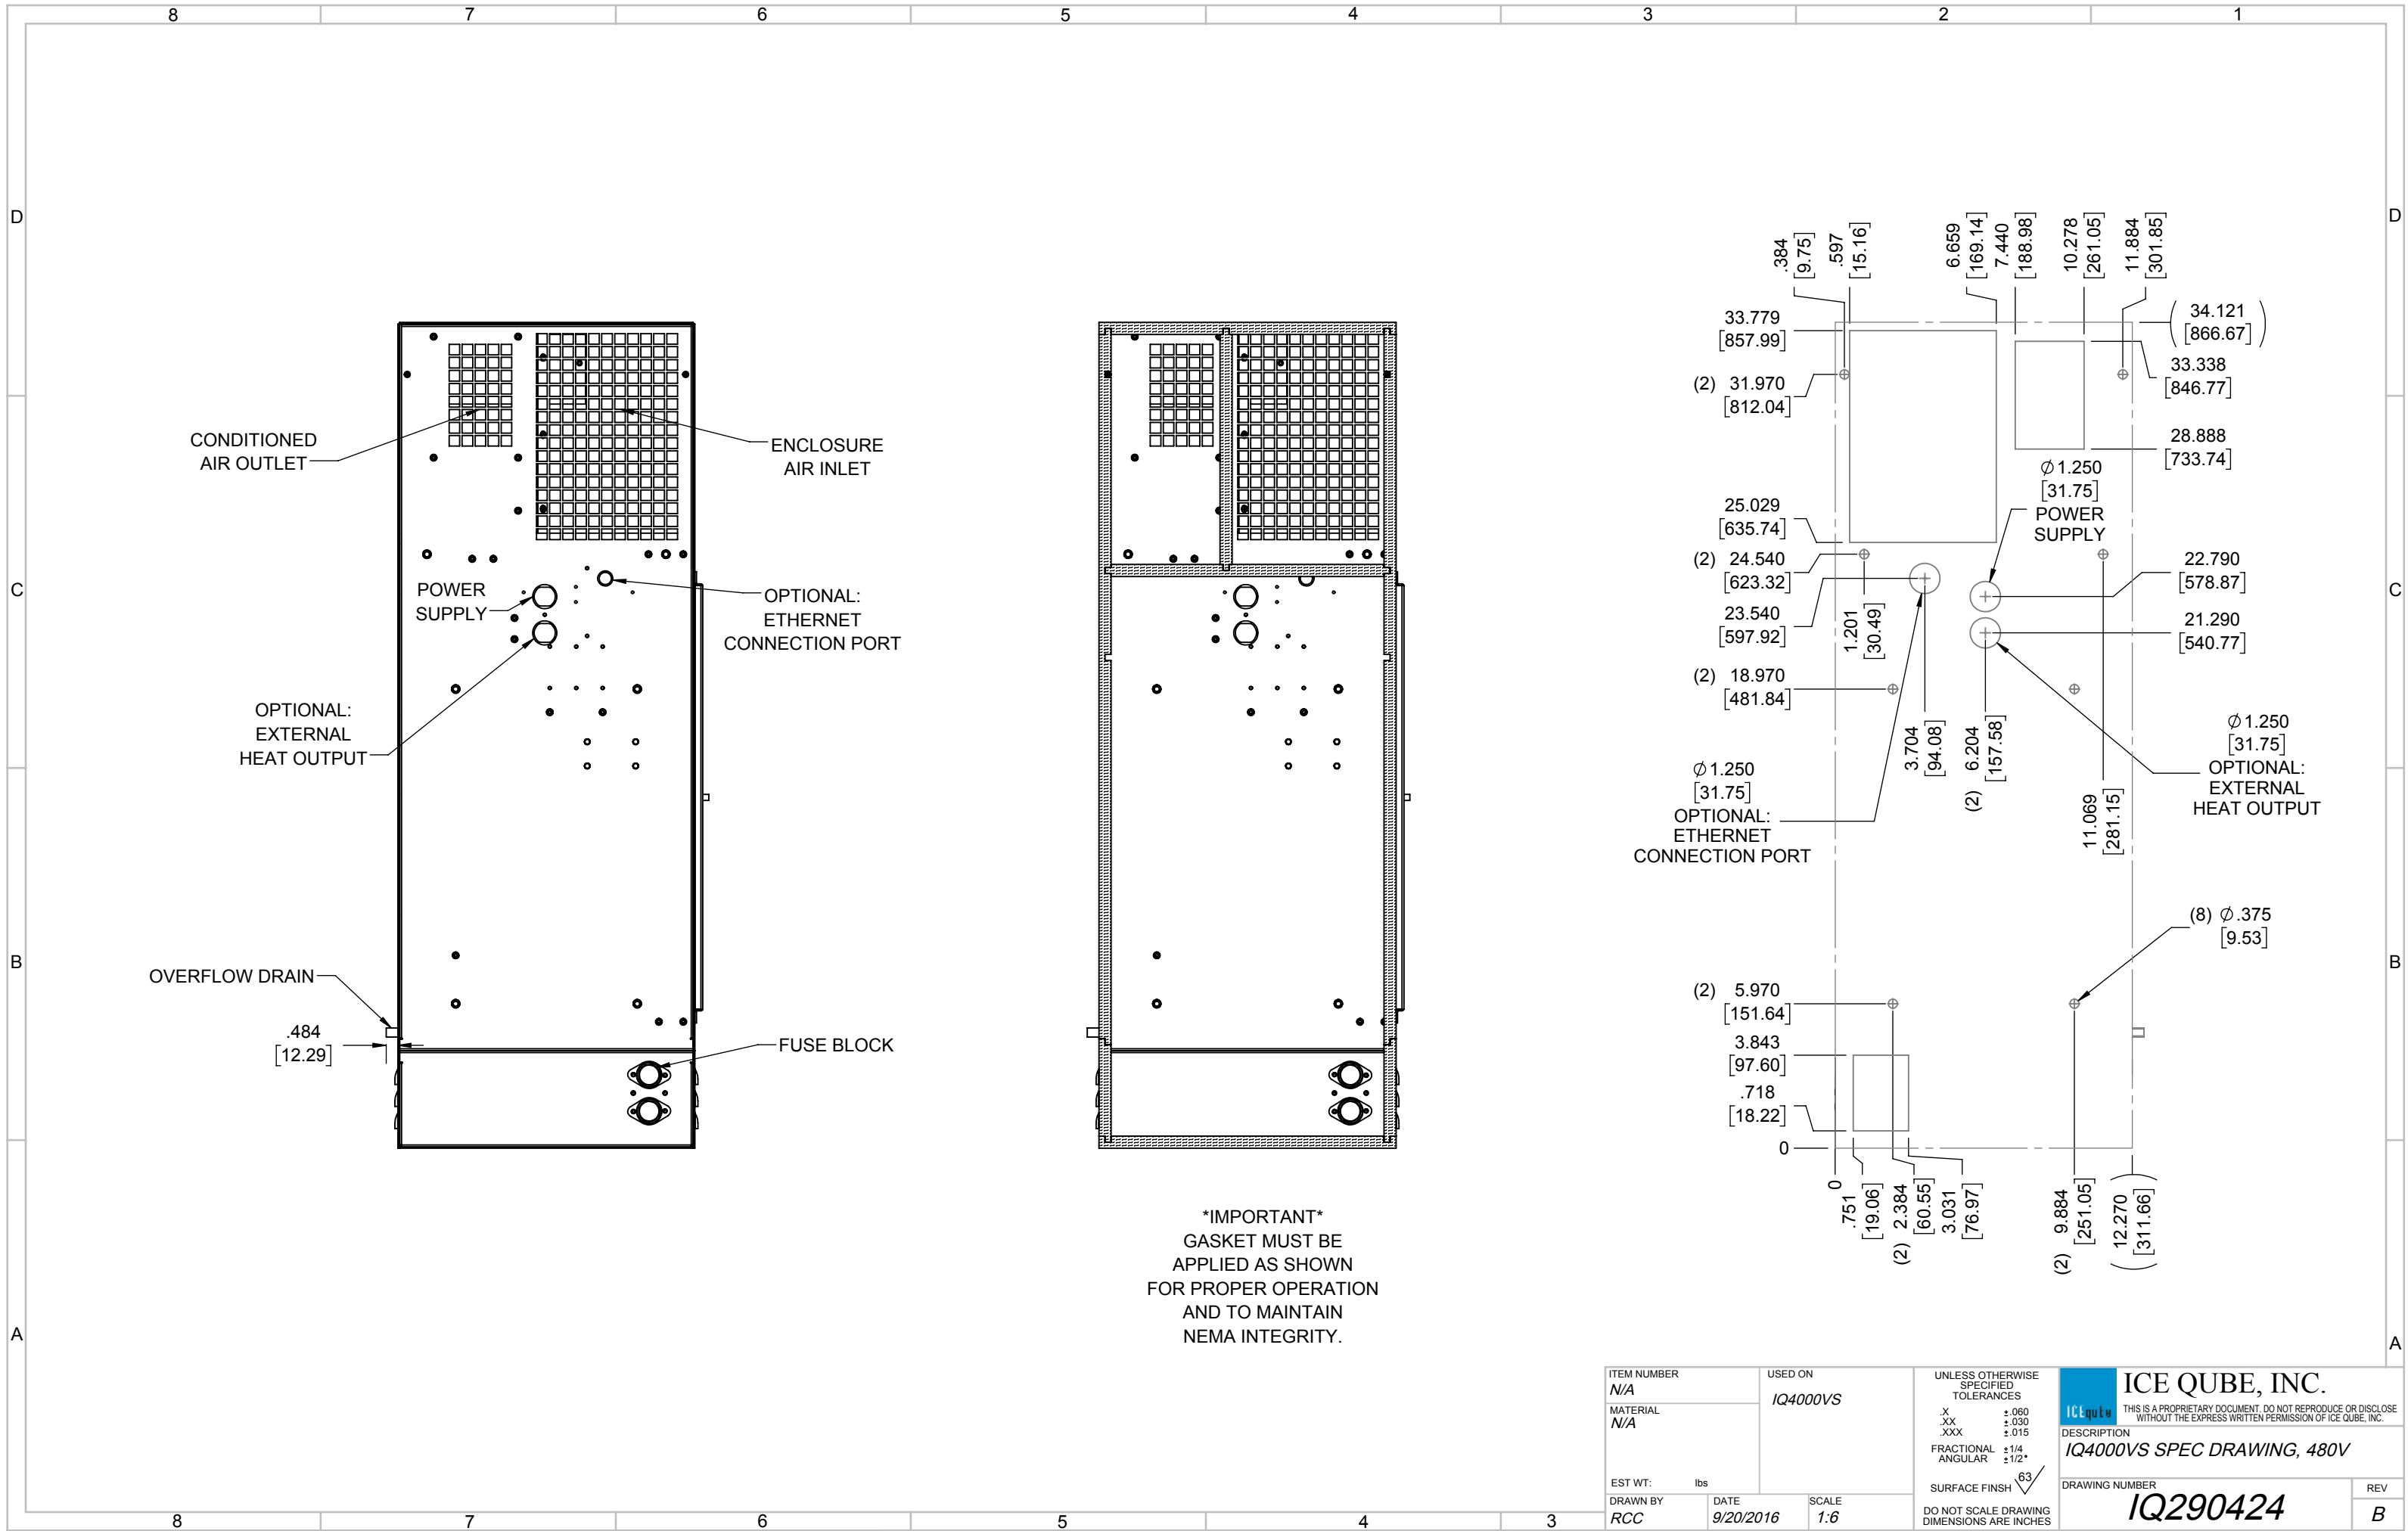 8 7 6 5 4 3 2 1
D
D
C
C
B
B
A
A
CONDITIONED
AIR OUTLET
ENCLOSURE
AIR INLET
POWER
SUPPLY
OPTIONAL:
ETHERNET
CONNECTION PORT
OPTIONAL:
EXTERNAL
HEAT OUTPUT
OVERFLOW DRAIN
.484
[12.29]
FUSE BLOCK
*IMPORTANT*
GASKET MUST BE
APPLIED AS SHOWN
FOR PROPER OPERATION
AND TO MAINTAIN
NEMA INTEGRITY.
.384
[9.75]
.597
[15.16]
6.659
[169.14]
7.440
[188.98]
10.278
[261.05]
11.884
[301.85]
33.779
[857.99]
(2) 31.970
[812.04]
25.029
[635.74]
(2) 24.540
[623.32]
23.540
[597.92]
(2) 18.970
[481.84]
(34.121
[866.67])
33.338
[846.77]
28.888
[733.74]
Ø1.250
[31.75]
POWER
SUPPLY
22.790
[578.87]
21.290
[540.77]
1.201
[30.49]
3.704
[94.08]
(2) 6.204
[157.58]
11.069
[281.15]
Ø1.250
[31.75]
OPTIONAL:
EXTERNAL
HEAT OUTPUT
Ø1.250
[31.75]
OPTIONAL:
ETHERNET
CONNECTION PORT
(8) Ø.375
[9.53]
(2) 5.970
[151.64]
3.843
[97.60]
.718
[18.22]
0
0
.751
[19.06]
(2) 2.384
[60.55]
3.031
[76.97]
(2) 9.884
[251.05]
(12.270
[311.66])
ITEM NUMBER
N/A
MATERIAL
N/A
EST WT: lbs
USED ON
IQ4000VS
DRAWN BY
RCC
DATE
9/20/2016
SCALE
1:6
UNLESS OTHERWISE
SPECIFIED
TOLERANCES
.X ±.060
.XX ±.030
.XXX ±.015
FRACTIONAL ±1/4
ANGULAR ±1/2°
SURFACE FINSH 63
DO NOT SCALE DRAWING
DIMENSIONS ARE INCHES
ICEqube
ICE QUBE, INC.
THIS IS A PROPRIETARY DOCUMENT. DO NOT REPRODUCE OR DISCLOSE
WITHOUT THE EXPRESS WRITTEN PERMISSION OF ICE QUBE, INC.
DESCRIPTION
IQ4000VS SPEC DRAWING, 480V
DRAWING NUMBER
IQ290424
REV
B
8 7 6 5 4 3